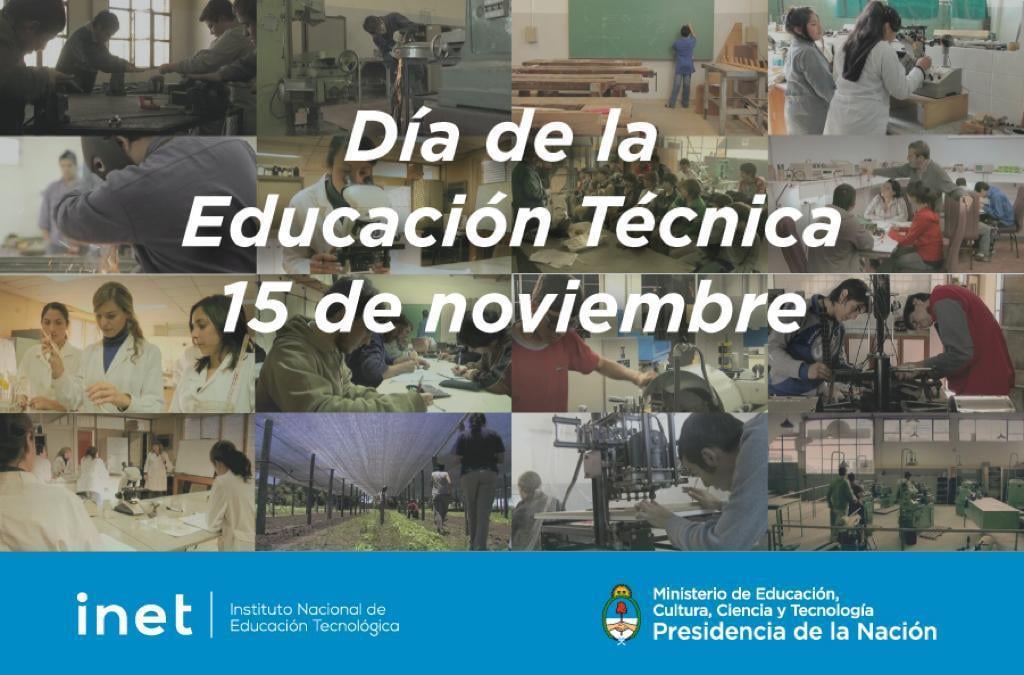 Día de la
Educación Técnica
15 de noviembre
inet
Instituto Nacional de
Educación Tecnológica
Ministerio de Educación,
Cultura, Ciencia y Tecnología
Presidencia de la Nación